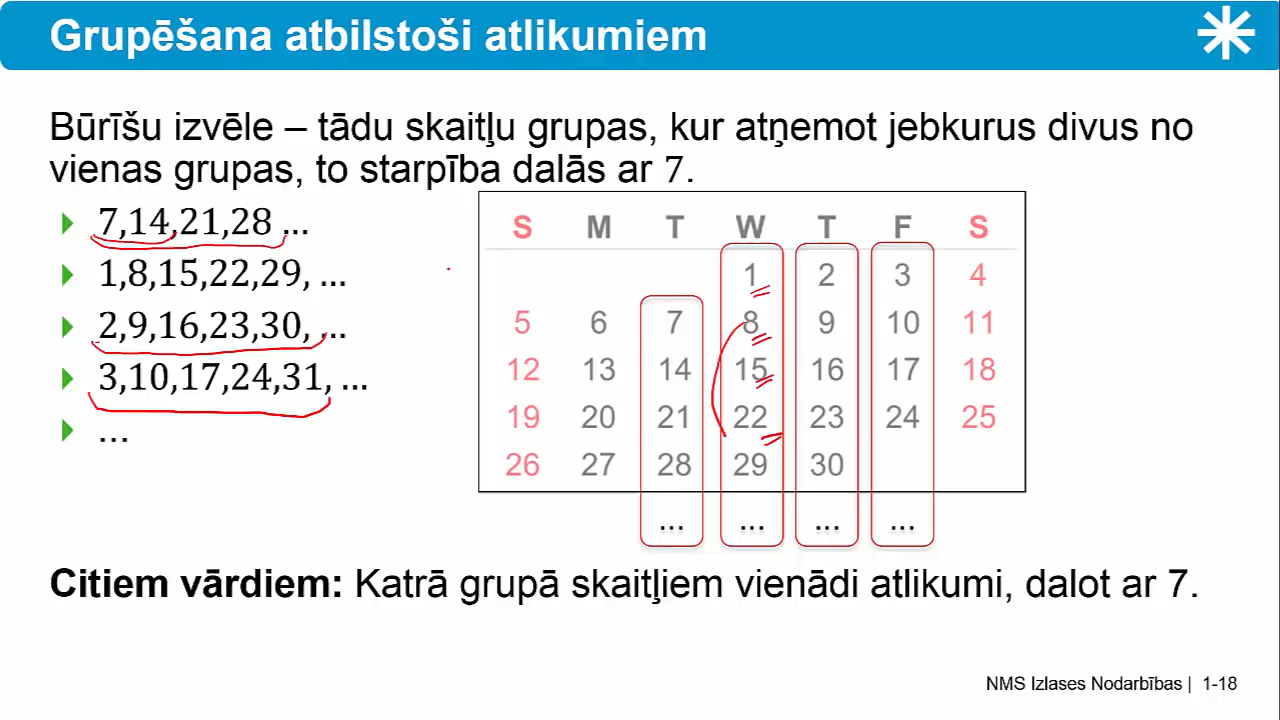 Grupēšana atbilstoši atlikumiem
Būrīšu izvēle – tādu skaitļu grupas, kur atņemot jebkurus divus no
vienas grupas, to starpība dalās ar 7.
7,14,21,28 ...
1,8,15,22,29, ...
2,9,16,23,30, ...
3,10,17,24,31, ...
...
S M T W T F S
1 2 3 4
5 6 7 8 9 10 11
12 13 14 15 16 17 18
19 20 21 22 23 24 25
26 27 28 29 30
... ... ... ...
Citiem vārdiem: Katrā grupā skaitļiem vienādi atlikumi, dalot ar 7.
NMS Izlases Nodarbības | 1-18